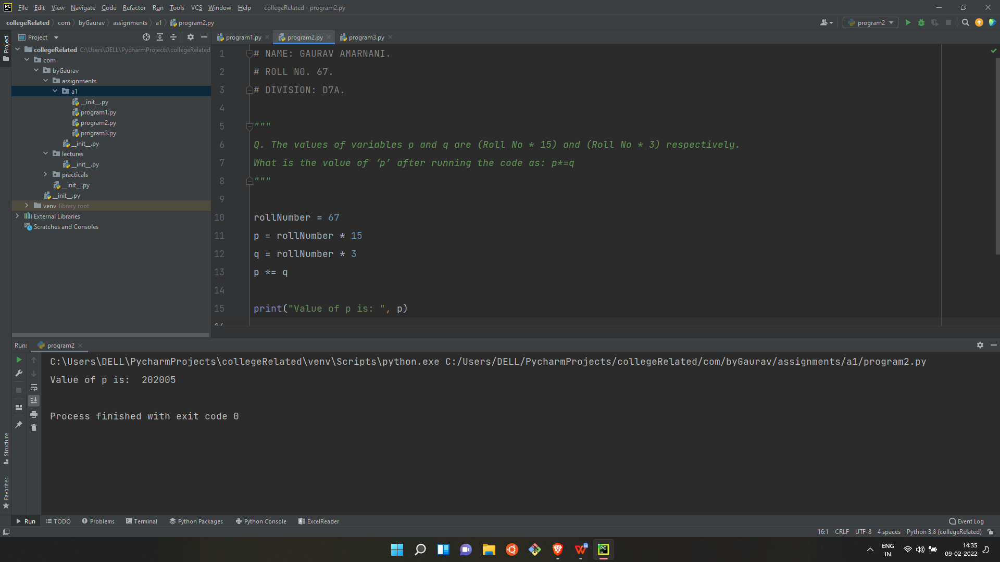 File Edit View Navigate Code Refactor Run Tools VCS Window Help collegeRelated - program2.py
collegeRelated com byGaurav assignments a1 program2.py
program2
Project
program1.py program2.py program3.py
collegeRelated C:\Users\DELL\PycharmProjects\collegeRelated
com
byGaurav
assignments
a1
__init__.py
program1.py
program2.py
program3.py
__init__.py
lectures
__init__.py
practicals
__init__.py
__init__.py
venv library root
External Libraries
Scratches and Consoles
Project
Structure
Favorites
1 # NAME: GAURAV AMARNANI.
2 # ROLL NO. 67.
3 # DIVISION: D7A.
4
5 """
6 Q. The values of variables p and q are (Roll No * 15) and (Roll No * 3) respectively.
7 What is the value of ‘p’ after running the code as: p*=q
8 """
9
10 rollNumber = 67
11 p = rollNumber * 15
12 q = rollNumber * 3
13 p *= q
14
15 print("Value of p is: ", p)
Run: program2
C:\Users\DELL\PycharmProjects\collegeRelated\venv\Scripts\python.exe C:/Users/DELL/PycharmProjects/collegeRelated/com/byGaurav/assignments/a1/program2.py
Value of p is:  202005
Process finished with exit code 0
Run TODO Problems Terminal Python Packages Python Console ExcelReader Event Log
16:1 CRLF UTF-8 4 spaces Python 3.8 (collegeRelated)
ENG
IN
14:35
09-02-2022